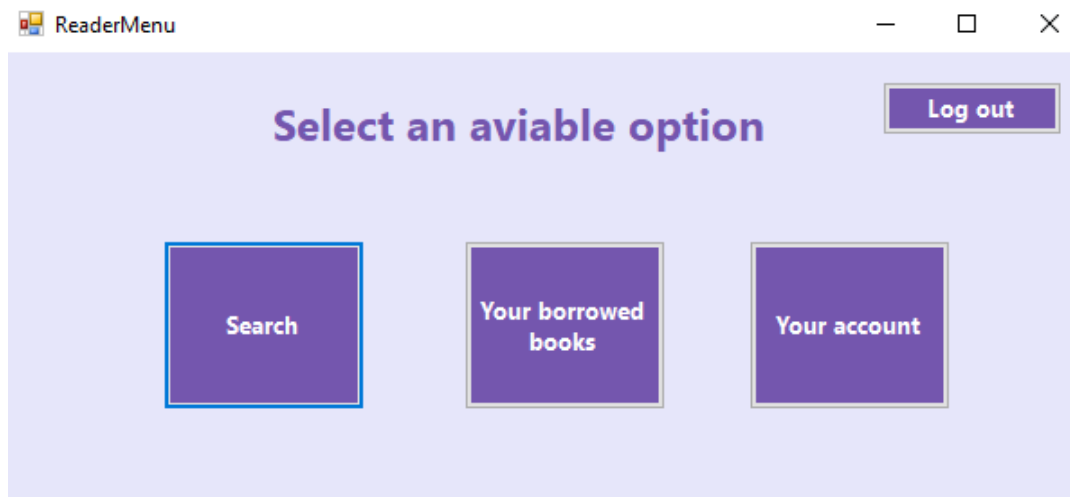 ReaderMenu
Log out
Select an aviable option
Search
Your borrowed
books
Your account